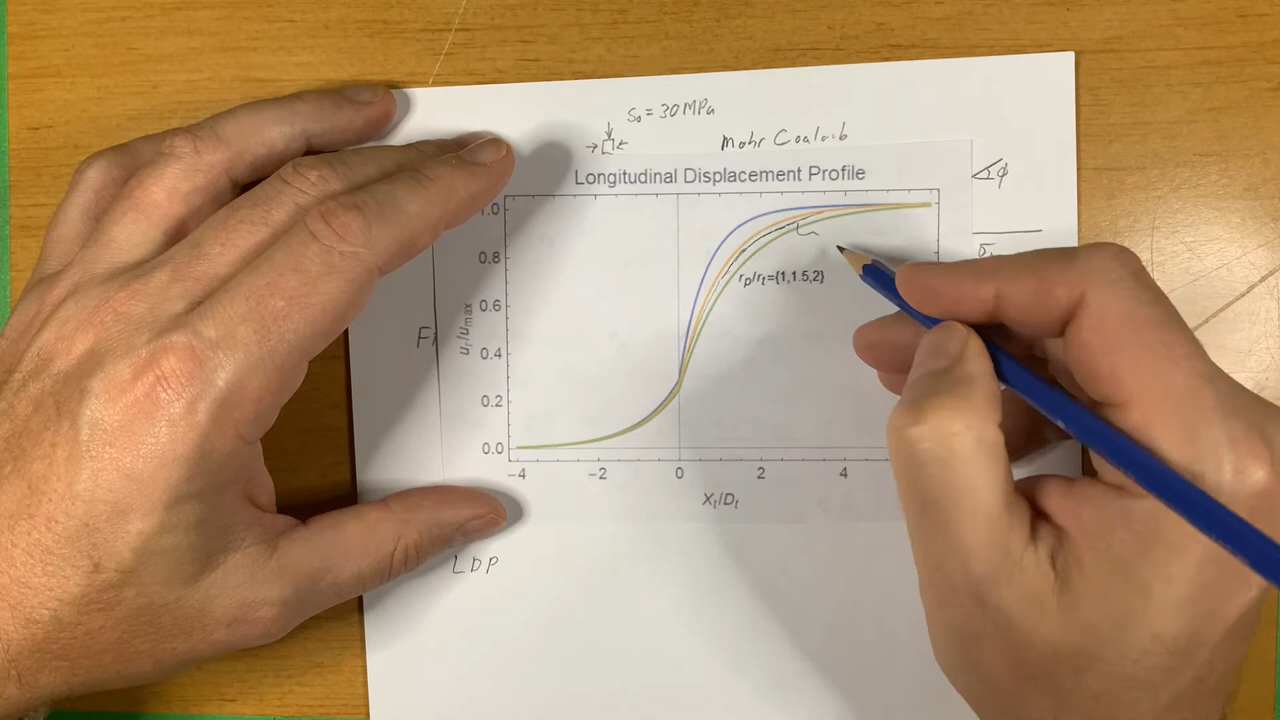 S₀ = 30 MPa
Mohr Coulomb
Longitudinal Displacement Profile
ϕ
1.0
0.8
0.6
0.4
0.2
0.0
uᵣ/uₘₐₓ
rₚ/rₜ={1,1.5,2}
−4 −2 0 2 4
Xₜ/Dₜ
LDP